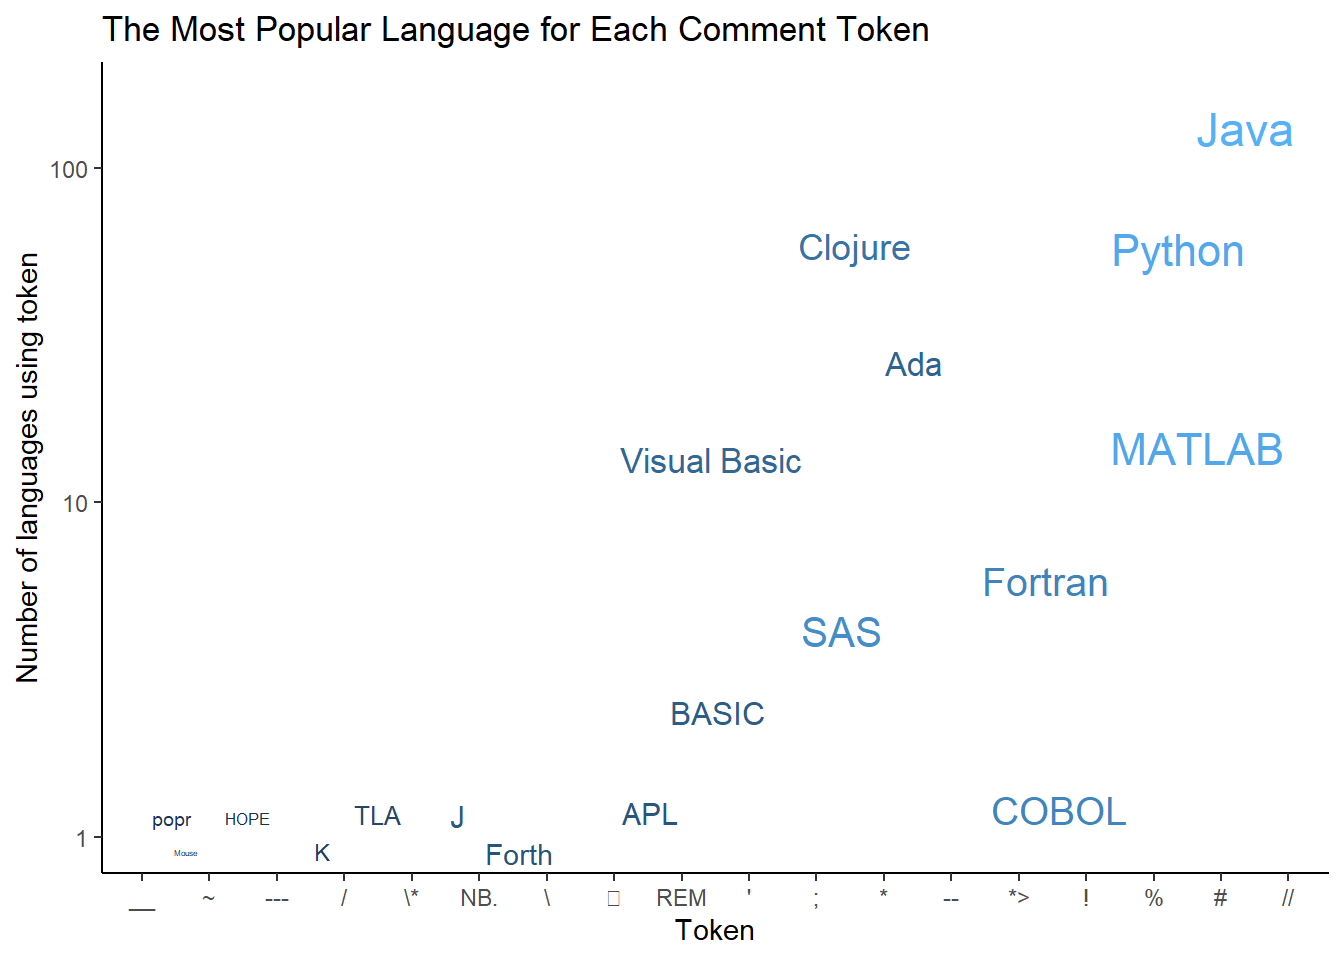 The Most Popular Language for Each Comment Token
Number of languages using token
100
10
1
Java
Clojure
Python
Ada
Visual Basic
MATLAB
Fortran
SAS
BASIC
popr
HOPE
TLA
J
APL
COBOL
Mouse
K
Forth
__ ~ --- / \* NB. \ REM ' ; * -- *> ! % # //
Token